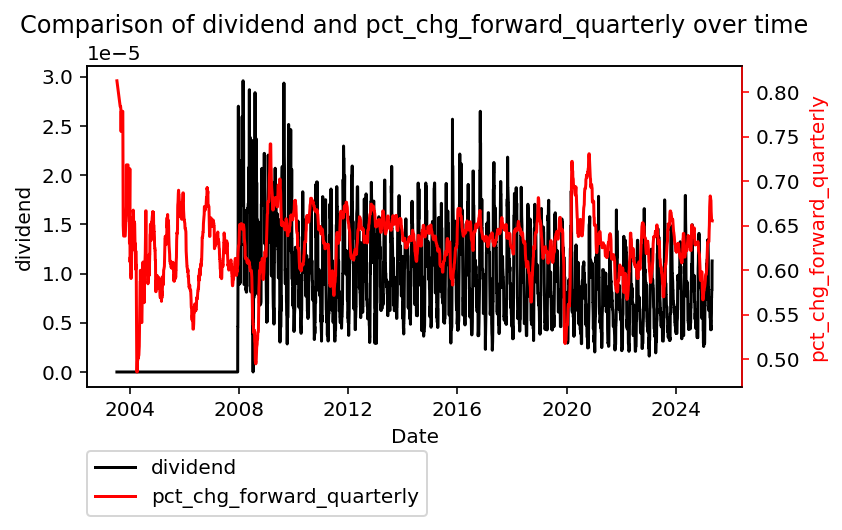 Comparison of dividend and pct_chg_forward_quarterly over time
1e−5
3.0
2.5
2.0
1.5
1.0
0.5
0.0
dividend
0.80
0.75
0.70
0.65
0.60
0.55
0.50
pct_chg_forward_quarterly
2004 2008 2012 2016 2020 2024
Date
dividend
pct_chg_forward_quarterly